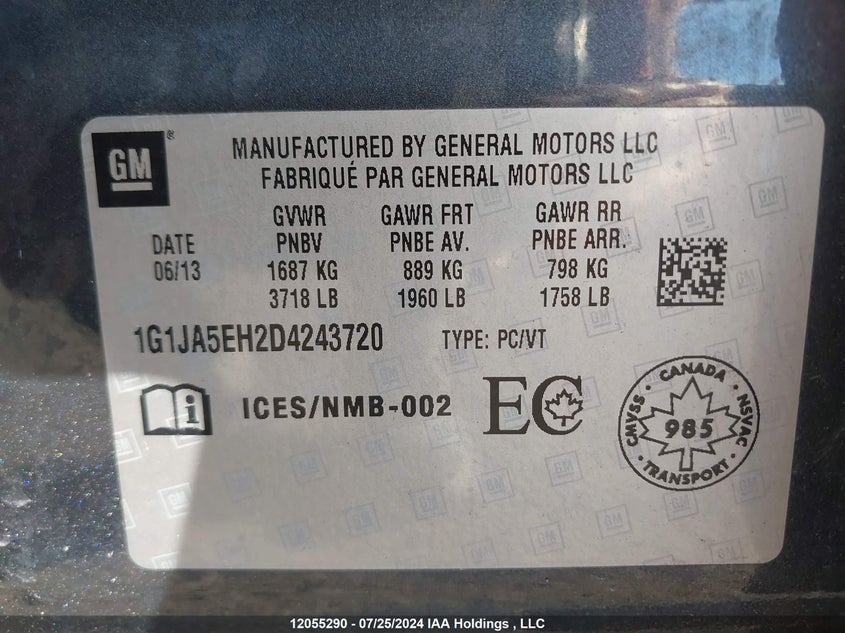 GM®
MANUFACTURED BY GENERAL MOTORS LLC
FABRIQUÉ PAR GENERAL MOTORS LLC
GVWR GAWR FRT GAWR RR
DATE PNBV PNBE AV. PNBE ARR.
06/13 1687 KG 889 KG 798 KG
3718 LB 1960 LB 1758 LB
1G1JA5EH2D4243720 TYPE: PC/VT
i ICES/NMB-002 EC
CANADA
CMVSS 985 NSVAC
TRANSPORT
12055290 - 07/25/2024 IAA Holdings , LLC